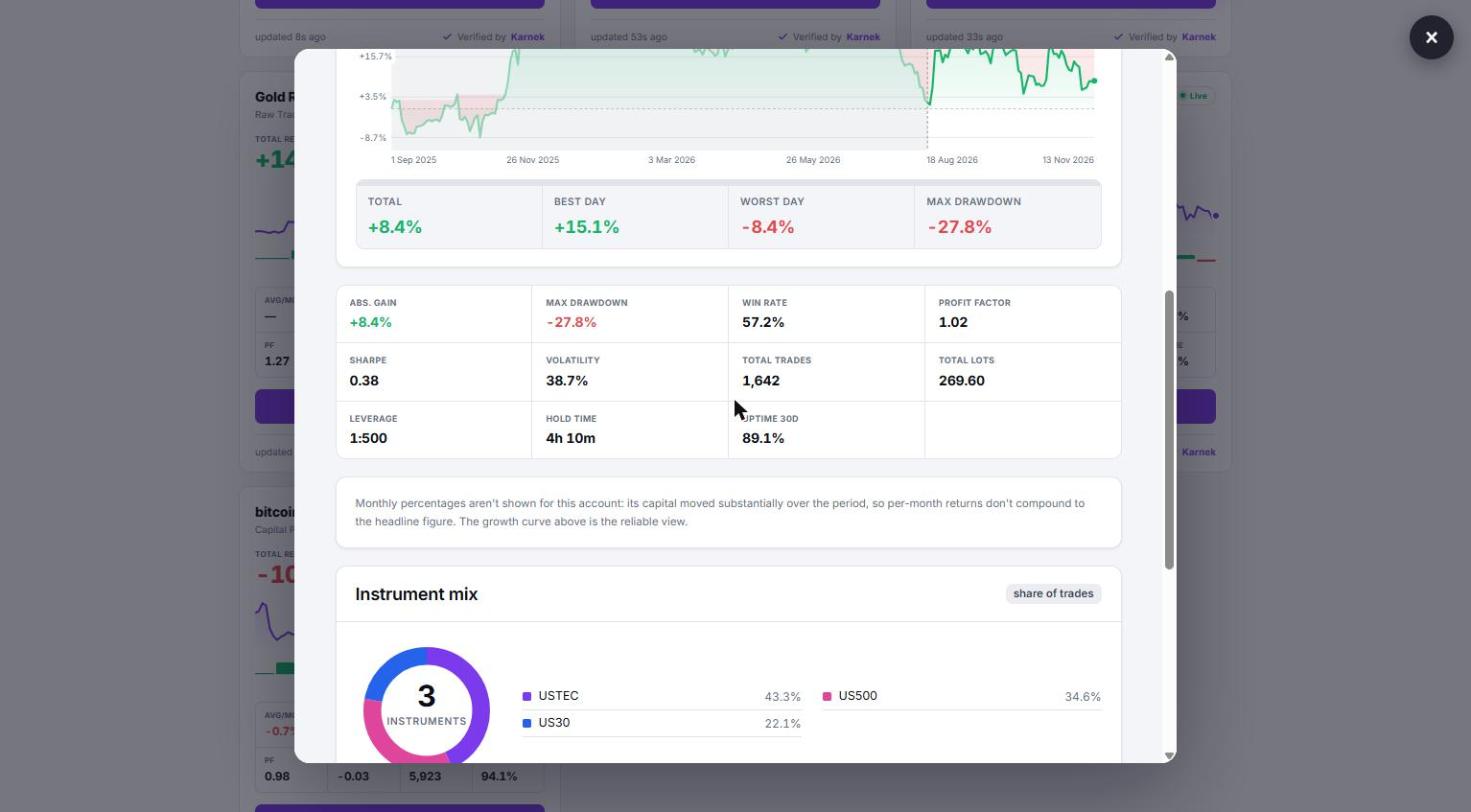 updated 8s ago
Verified by Karnek
updated 53s ago
Verified by Karnek
updated 33s ago
Verified by Karnek
+15.7%
+3.5%
-8.7%
1 Sep 2025
26 Nov 2025
3 Mar 2026
26 May 2026
18 Aug 2026
13 Nov 2026
Gold
Live
TOTAL
+8.4%
BEST DAY
+15.1%
WORST DAY
-8.4%
MAX DRAWDOWN
-27.8%
ABS. GAIN
+8.4%
MAX DRAWDOWN
-27.8%
WIN RATE
57.2%
PROFIT FACTOR
1.02
SHARPE
0.38
VOLATILITY
38.7%
TOTAL TRADES
1,642
TOTAL LOTS
269.60
LEVERAGE
1:500
HOLD TIME
4h 10m
UPTIME 30D
89.1%
—
PF
1.27
updated
Karnek
Monthly percentages aren't shown for this account: its capital moved substantially over the period, so per-month returns don't compound to
the headline figure. The growth curve above is the reliable view.
Instrument mix
share of trades
3
INSTRUMENTS
USTEC
43.3%
US500
34.6%
US30
22.1%
PF
0.98
-0.03
5,923
94.1%